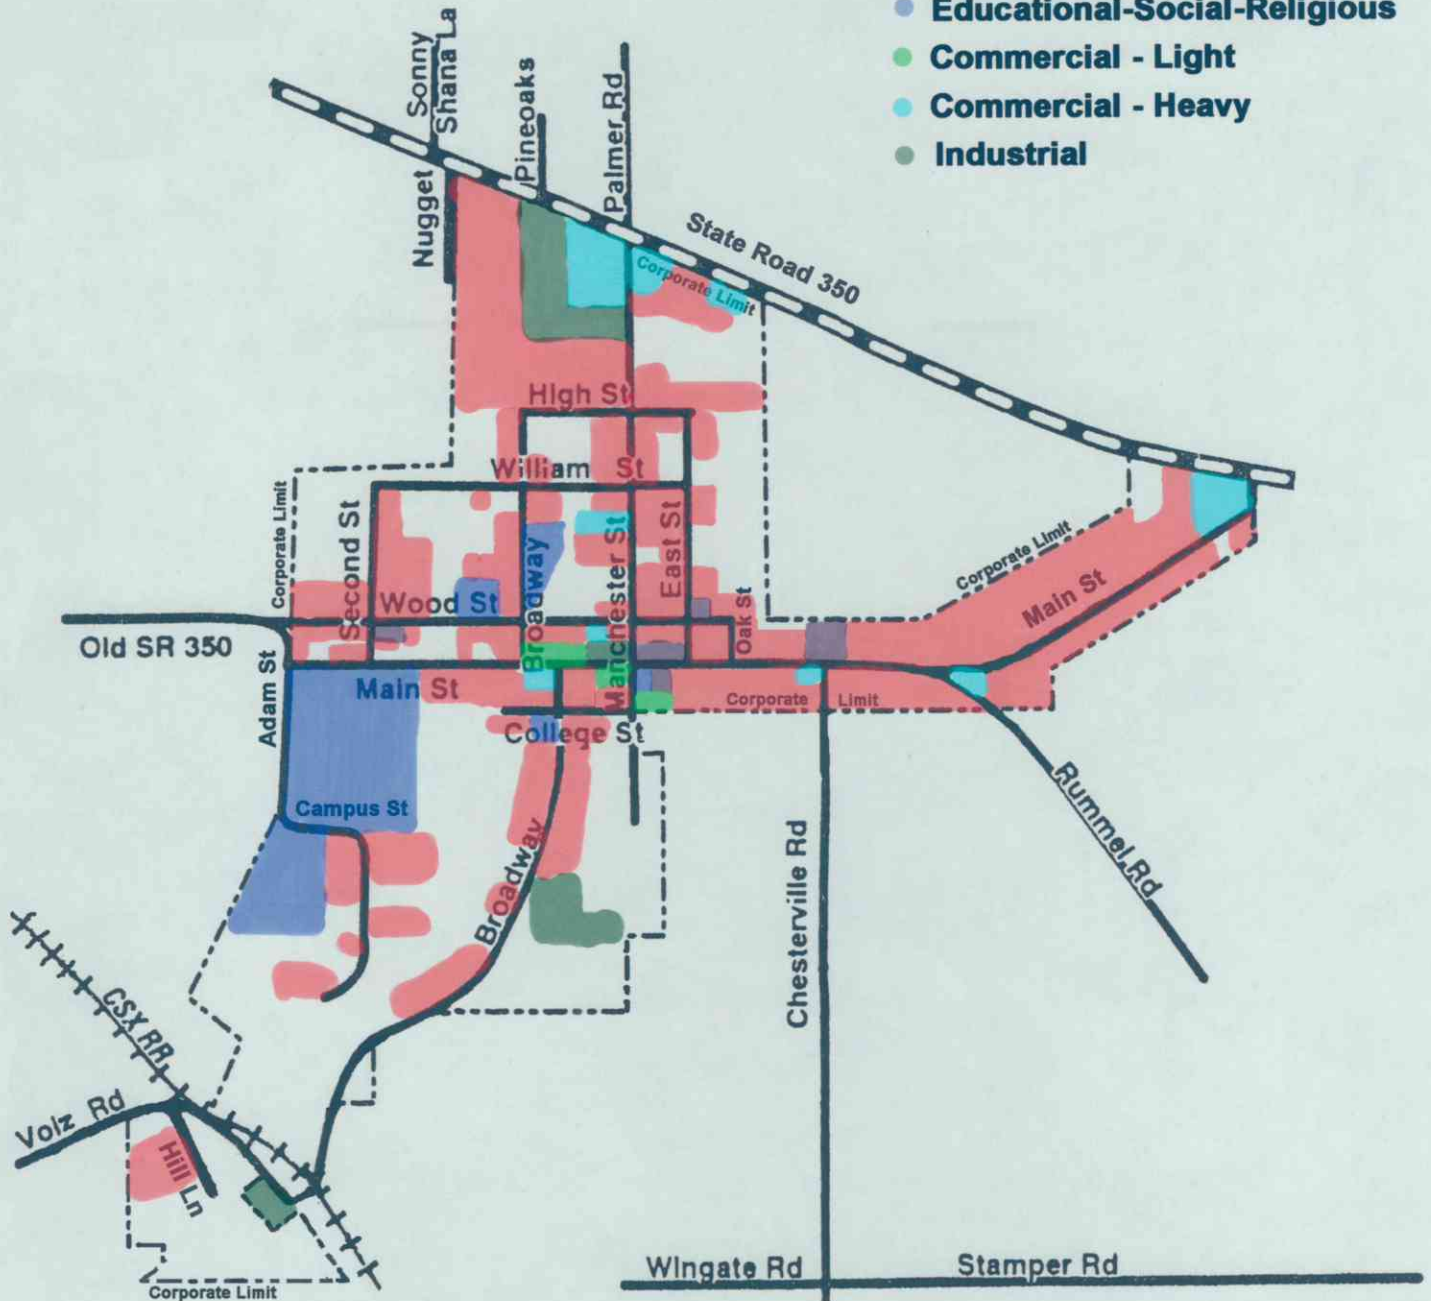 Educational-Social-Religious
Commercial - Light
Commercial - Heavy
Industrial
Sonny
Shana La
Pineoaks
Palmer Rd
Nugget
State Road 350
Corporate Limit
High St
William St
Corporate Limit
Second St
Broadway
Manchester St
East St
Corporate Limit
Main St
Wood St
Oak St
Old SR 350
Adam St
Main St
Corporate Limit
College St
Campus St
Broadway
Chesterville Rd
Rummel Rd
CSX RR
Volz Rd
Hill Ln
Wingate Rd
Stamper Rd
Corporate Limit